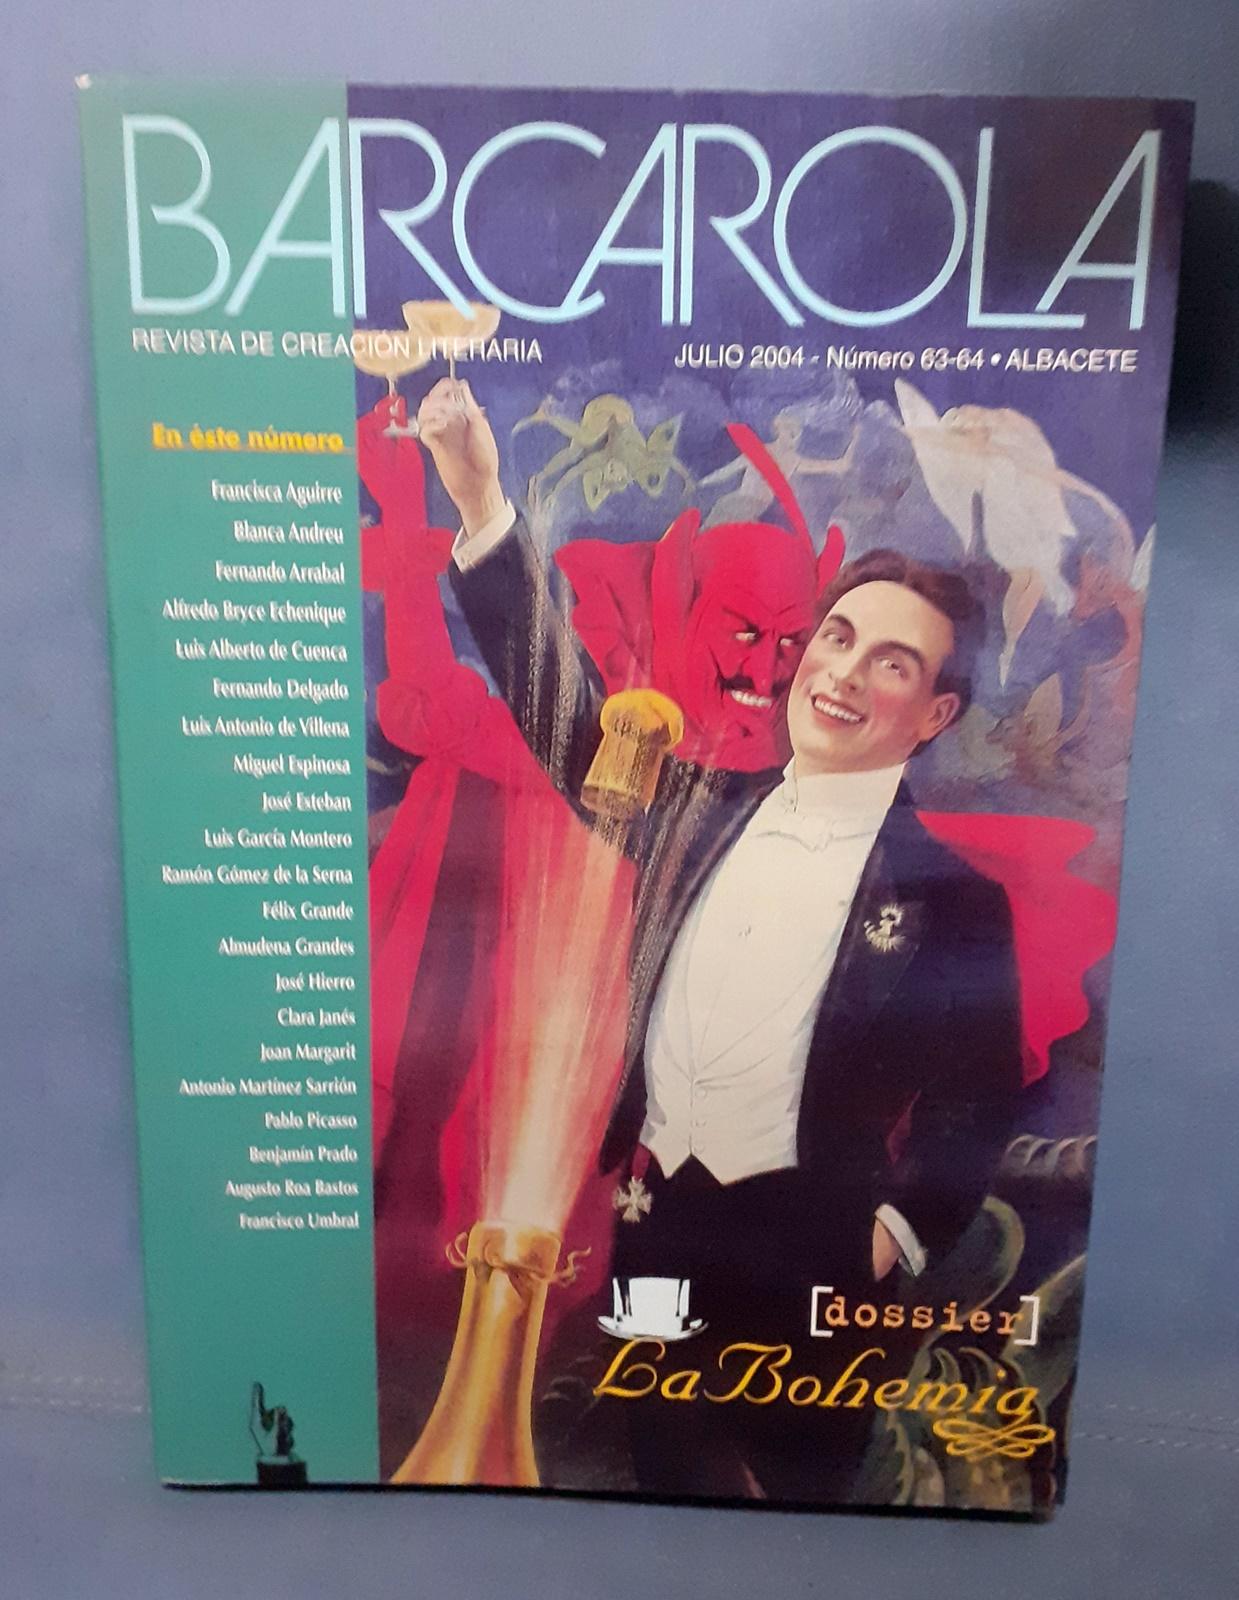 BARCAROLA
REVISTA DE CREACIÓN LITERARIA
JULIO 2004 - Número 63-64 • ALBACETE
En éste número
Francisca Aguirre
Blanca Andreu
Fernando Arrabal
Alfredo Bryce Echenique
Luis Alberto de Cuenca
Fernando Delgado
Luis Antonio de Villena
Miguel Espinosa
José Esteban
Luis García Montero
Ramón Gómez de la Serna
Félix Grande
Almudena Grandes
José Hierro
Clara Janés
Joan Margarit
Antonio Martínez Sarrión
Pablo Picasso
Benjamín Prado
Augusto Roa Bastos
Francisco Umbral
[dossier]
La Bohemia